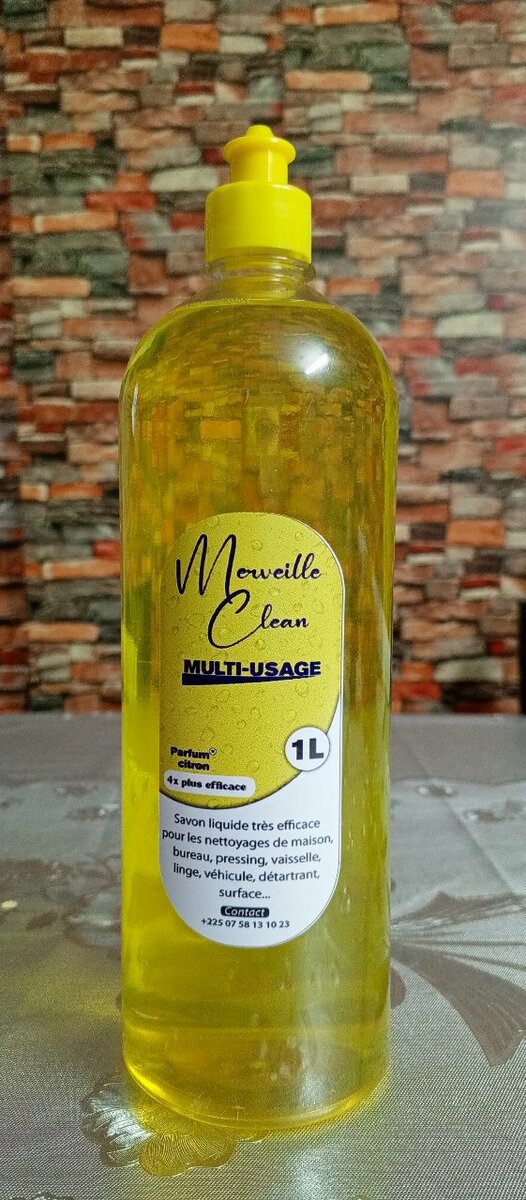 Merveille
Clean
MULTI-USAGE
1L
Parfum®
citron
4x plus efficace
Savon liquide très efficace
pour les nettoyages de maison,
bureau, pressing, vaisselle,
linge, véhicule, détartrant,
surface...
Contact
+225 07 58 13 10 23